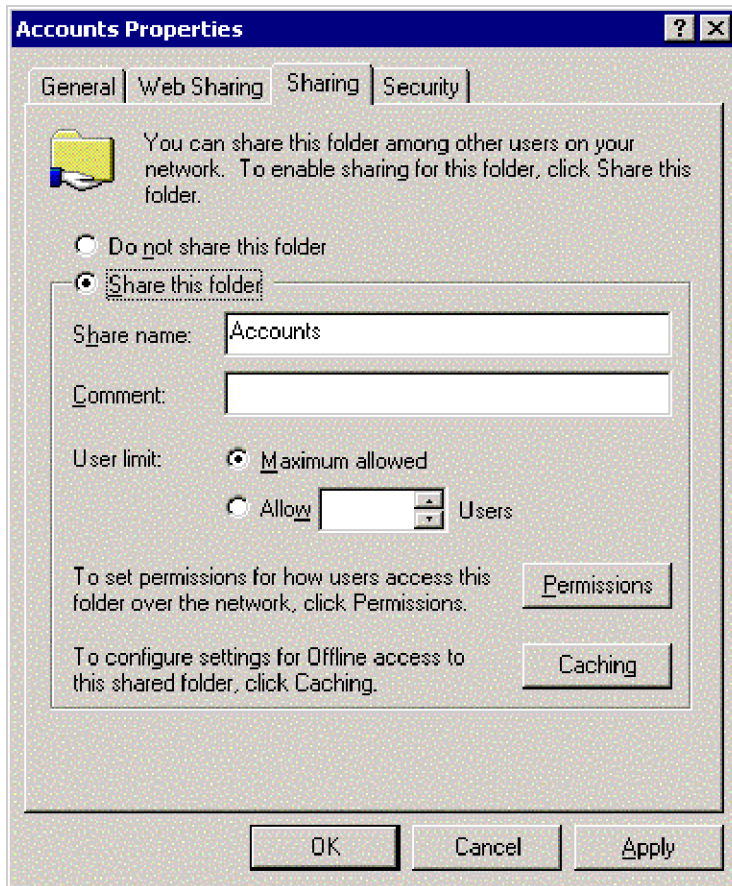 Accounts Properties
General Web Sharing Sharing Security
You can share this folder among other users on your
network. To enable sharing for this folder, click Share this
folder.
Do not share this folder
Share this folder
Share name: Accounts
Comment:
User limit: Maximum allowed
Allow Users
To set permissions for how users access this
folder over the network, click Permissions.
Permissions
To configure settings for Offline access to
this shared folder, click Caching.
Caching
OK Cancel Apply